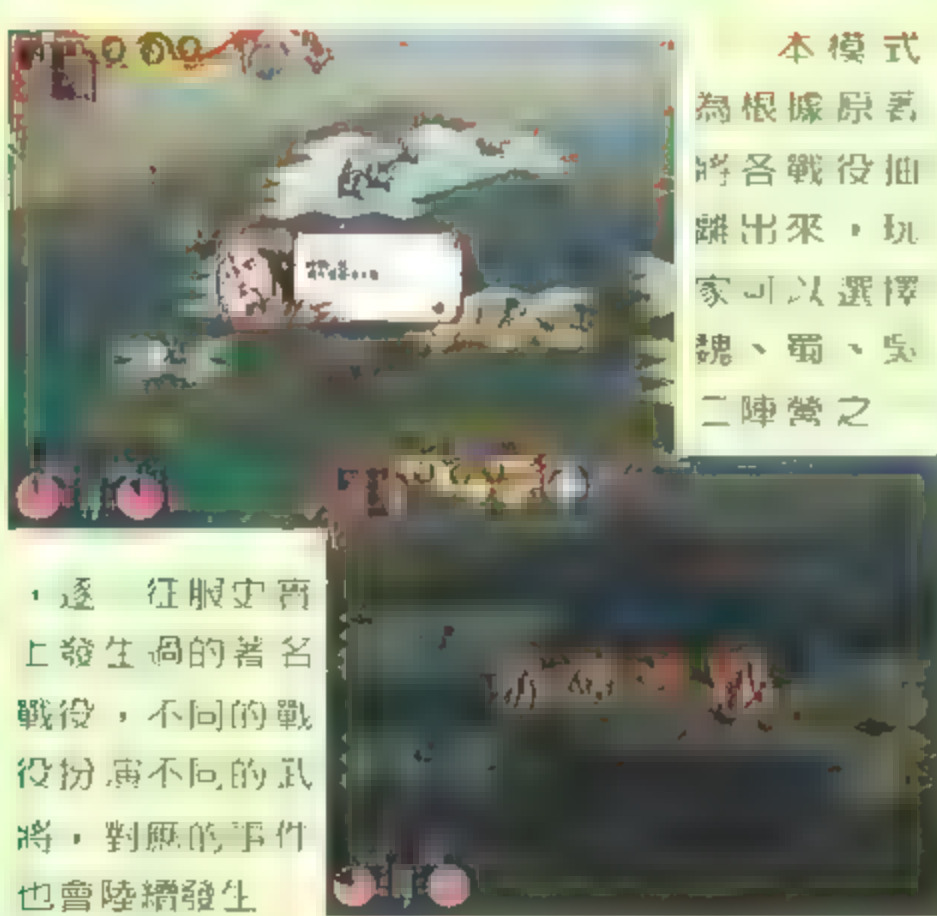 本模式
為根據原著
將各戰役抽
離出來，玩
家可以選擇
魏、蜀、吳
三陣營之
，逐一征服史實
上發生過的著名
戰役，不同的戰
役扮演不同的武
將，對應的事件
也會陸續發生